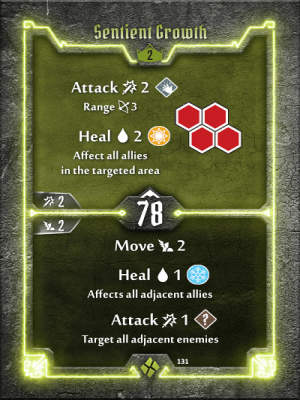 Sentient Growth
2
Attack 2
Range 3
Heal 2
Affect all allies
in the targeted area
2
78
2
Move 2
Heal 1
Affects all adjacent allies
Attack 1 ?
Target all adjacent enemies
131